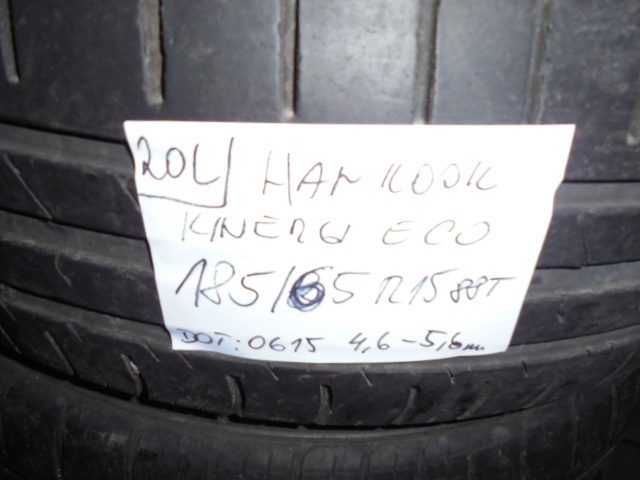 20L HANKOOK
KINERGY ECO
185/65 R15 88T
DOT: 0615 4,6-5,6mm